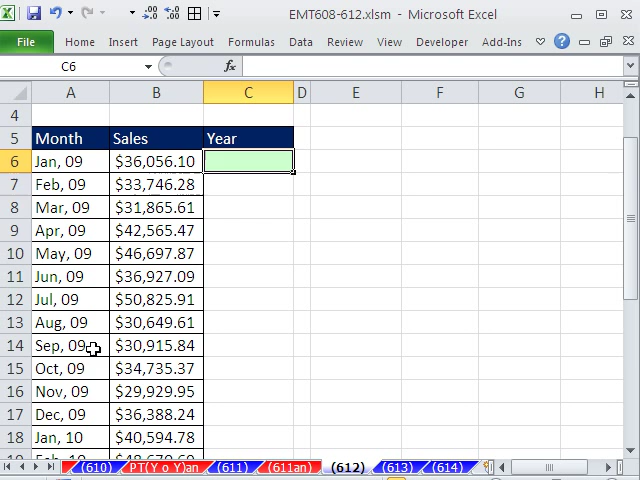 EMT608-612.xlsm - Microsoft Excel
File Home Insert Page Layout Formulas Data Review View Developer Add-Ins
C6 fx
A B C D E F G H
4
5 Month Sales Year
6 Jan, 09 $36,056.10
7 Feb, 09 $33,746.28
8 Mar, 09 $31,865.61
9 Apr, 09 $42,565.47
10 May, 09 $46,697.87
11 Jun, 09 $36,927.09
12 Jul, 09 $50,825.91
13 Aug, 09 $30,649.61
14 Sep, 09 $30,915.84
15 Oct, 09 $34,735.37
16 Nov, 09 $29,929.95
17 Dec, 09 $36,388.24
18 Jan, 10 $40,594.78
(610) PT(Y o Y)an (611) (611an) (612) (613) (614)